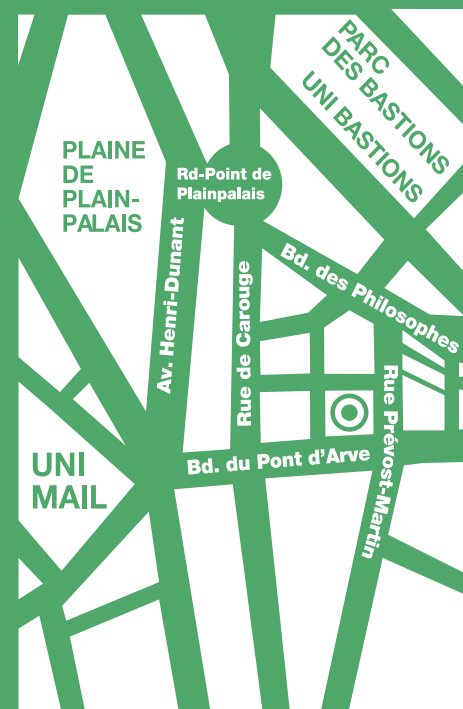 PARC
DES BASTIONS
UNI BASTIONS
PLAINE
DE
PLAIN-
PALAIS
Rd-Point de
Plainpalais
Av. Henri-Dunant
Rue de Carouge
Bd. des Philosophes
Rue Prévost-Martin
Bd. du Pont d'Arve
UNI
MAIL